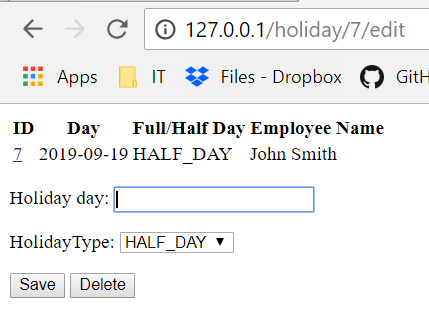 127.0.0.1/holiday/7/edit
Apps IT Files - Dropbox GitH
ID Day Full/Half Day Employee Name
7 2019-09-19 HALF_DAY John Smith
Holiday day:
HolidayType: HALF_DAY
Save Delete